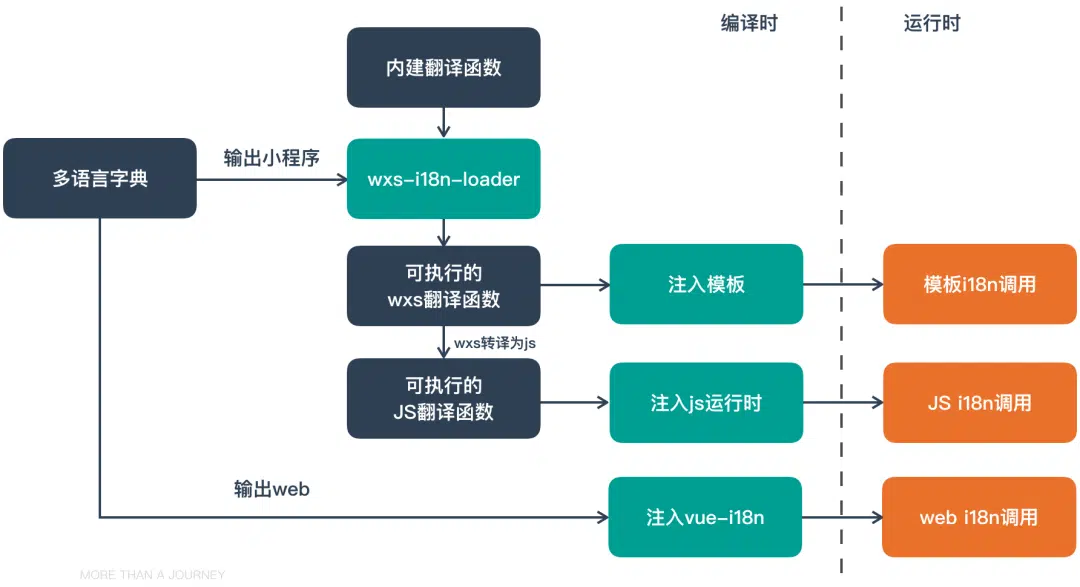 编译时
运行时
内建翻译函数
多语言字典
输出小程序
wxs-i18n-loader
可执行的
wxs翻译函数
注入模板
模板i18n调用
wxs转译为js
可执行的
JS翻译函数
注入js运行时
JS i18n调用
输出web
注入vue-i18n
web i18n调用
MORE THAN A JOURNEY